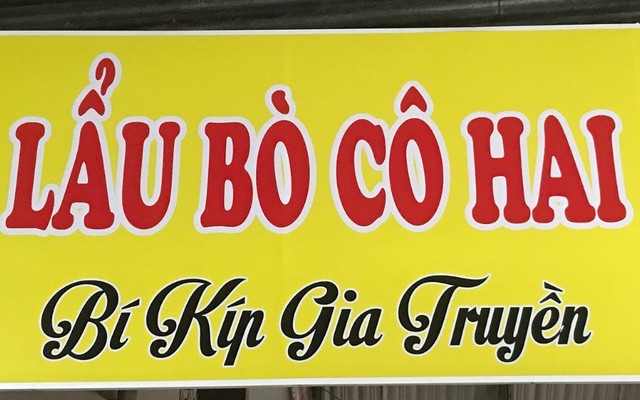 LẨU BÒ CÔ HAI
Bí Kíp Gia Truyền